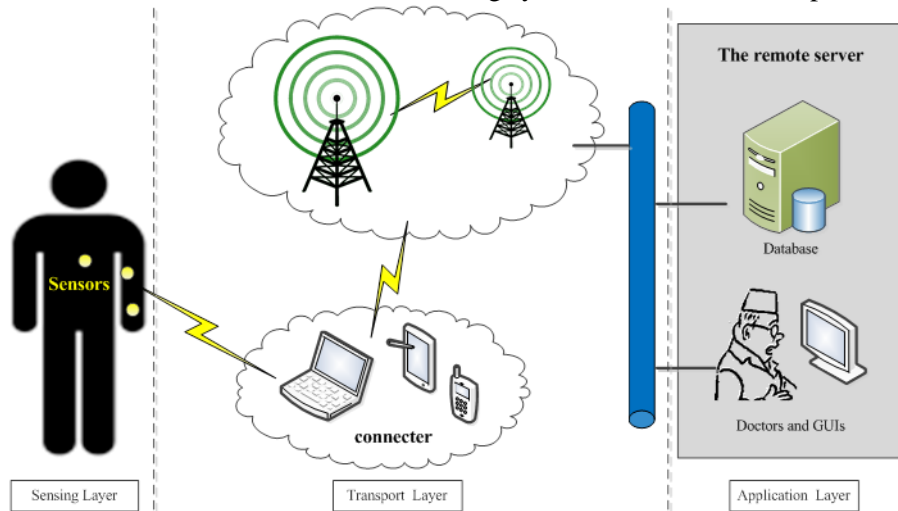 The remote server
Sensors
Database
connecter
Doctors and GUIs
Sensing Layer
Transport Layer
Application Layer